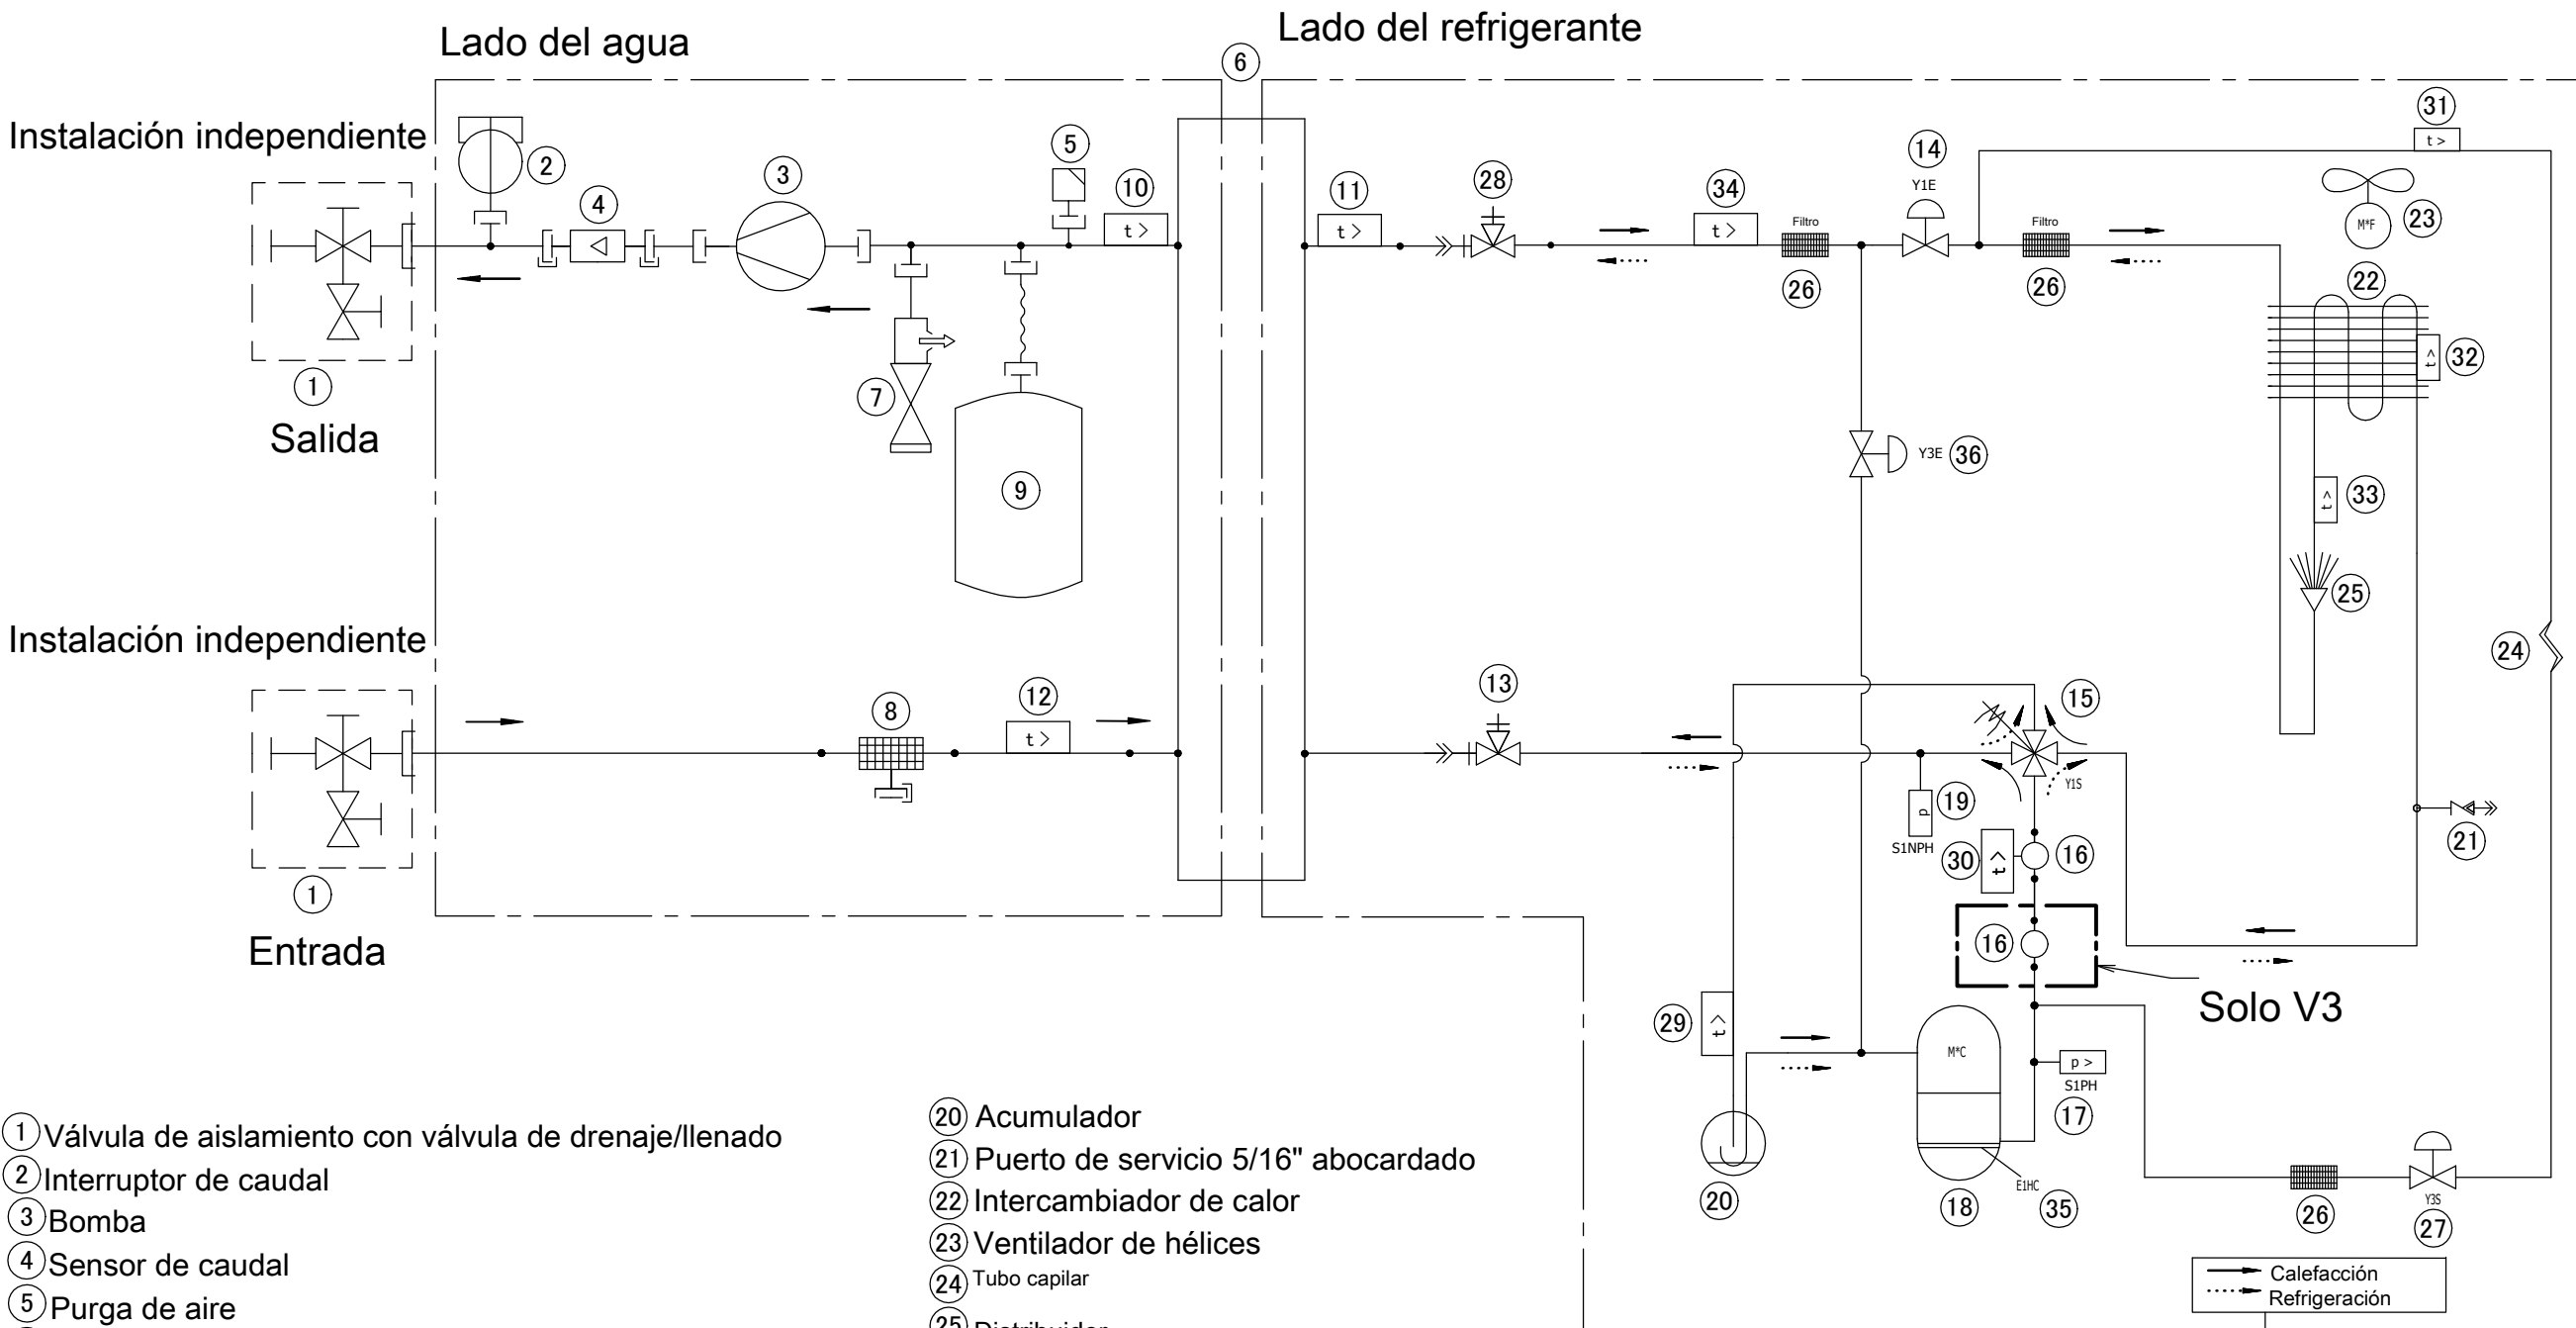 Lado del agua
Lado del refrigerante
6
31
t >
Instalación independiente
2
4
3
5
10
t >
11
t >
28
34
t >
Filtro
26
14
Y1E
Filtro
26
M*F
23
22
t >
32
1
Salida
7
9
Y3E
36
t >
33
25
24
Instalación independiente
8
12
t >
13
15
Y1S
p
19
S1NPH
30
t >
16
21
1
Entrada
16
Solo V3
29
t >
M*C
p >
S1PH
17
20
18
E1HC
35
26
Y3S
27
Calefacción
Refrigeración
1 Válvula de aislamiento con válvula de drenaje/llenado
2 Interruptor de caudal
3 Bomba
4 Sensor de caudal
5 Purga de aire
20 Acumulador
21 Puerto de servicio 5/16" abocardado
22 Intercambiador de calor
23 Ventilador de hélices
24 Tubo capilar
25 Distribuidor